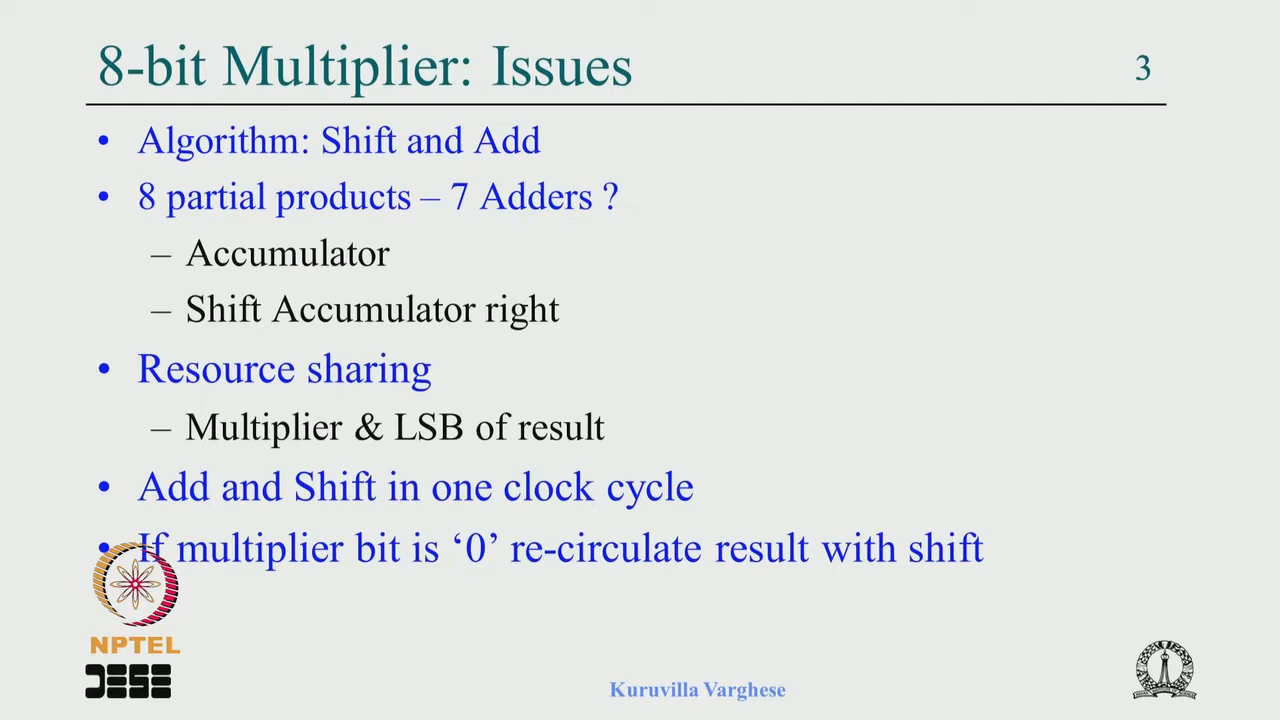 8-bit Multiplier: Issues
3
• Algorithm: Shift and Add
• 8 partial products – 7 Adders ?
– Accumulator
– Shift Accumulator right
• Resource sharing
– Multiplier & LSB of result
• Add and Shift in one clock cycle
• If multiplier bit is ‘0’ re-circulate result with shift
NPTEL
DESE
Kuruvilla Varghese